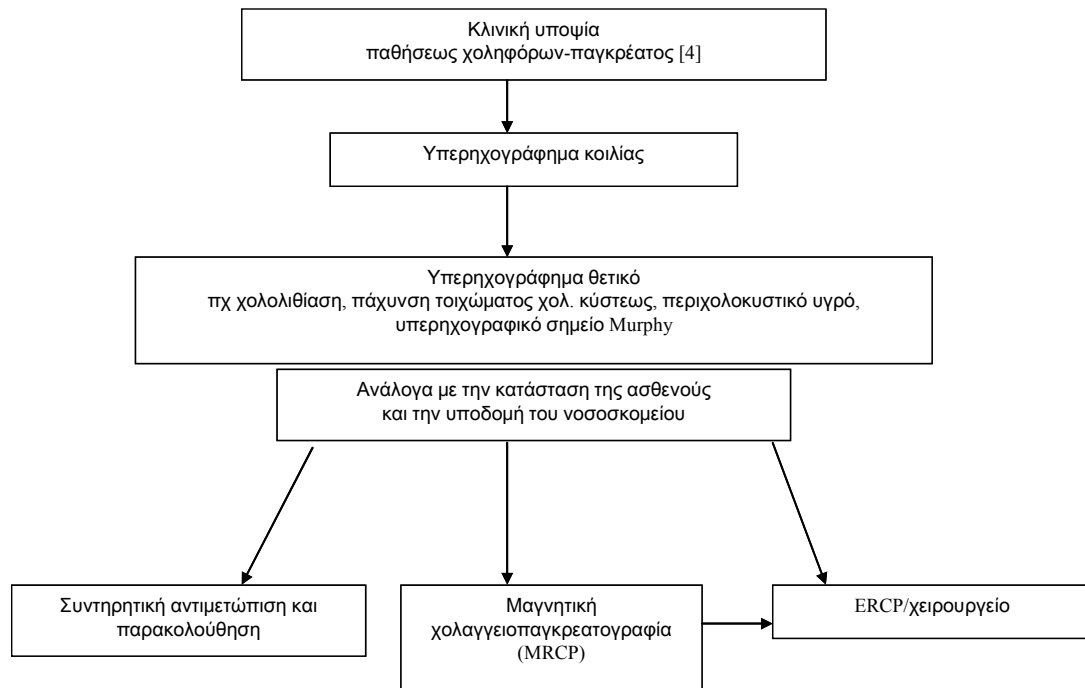 Κλινική υποψία
παθήσεως χοληφόρων-παγκρέατος [4]
Υπερηχογράφημα κοιλίας
Υπερηχογράφημα θετικό
πχ χολολιθίαση, πάχυνση τοιχώματος χολ. κύστεως, περιχολοκυστικό υγρό,
υπερηχογραφικό σημείο Murphy
Ανάλογα με την κατάσταση της ασθενούς
και την υποδομή του νοσοσκομείου
Συντηρητική αντιμετώπιση και
παρακολούθηση
Μαγνητική
χολαγγειοπαγκρεατογραφία
(MRCP)
ERCP/χειρουργείο